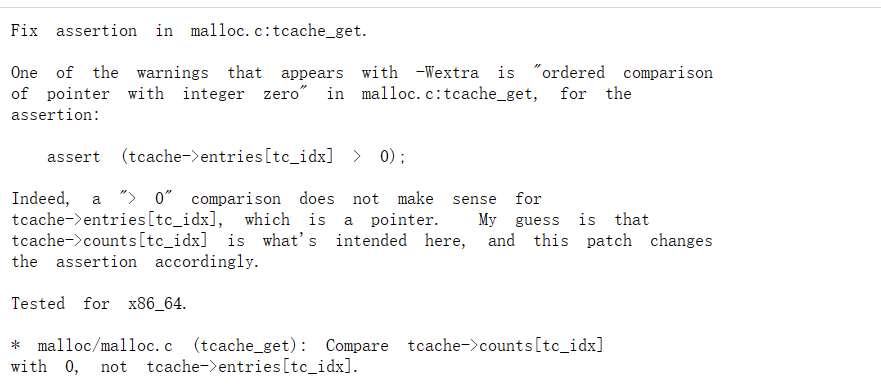 Fix assertion in malloc.c:tcache_get.
One of the warnings that appears with -Wextra is "ordered comparison
of pointer with integer zero" in malloc.c:tcache_get, for the
assertion:
assert (tcache->entries[tc_idx] > 0);
Indeed, a "> 0" comparison does not make sense for
tcache->entries[tc_idx], which is a pointer. My guess is that
tcache->counts[tc_idx] is what's intended here, and this patch changes
the assertion accordingly.
Tested for x86_64.
* malloc/malloc.c (tcache_get): Compare tcache->counts[tc_idx]
with 0, not tcache->entries[tc_idx].